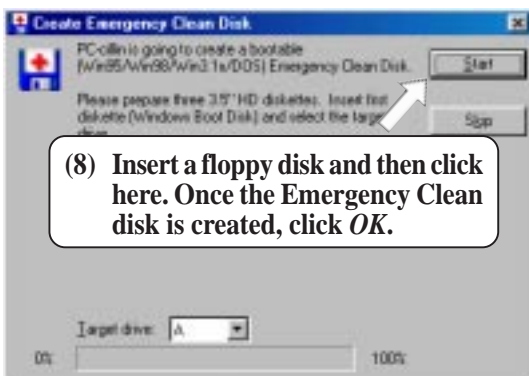 Create Emergency Clean Disk
PC-cillin is going to create a bootable
(Win95/Win98/Win3.1x/DOS) Emergency Clean Disk.
Start
Please prepare three 3.5" HD diskettes. Insert first
diskette (Windows Boot Disk) and select the target
drive.
Skip
(8) Insert a floppy disk and then click
here. Once the Emergency Clean
disk is created, click OK.
Target drive: A
0% 100%